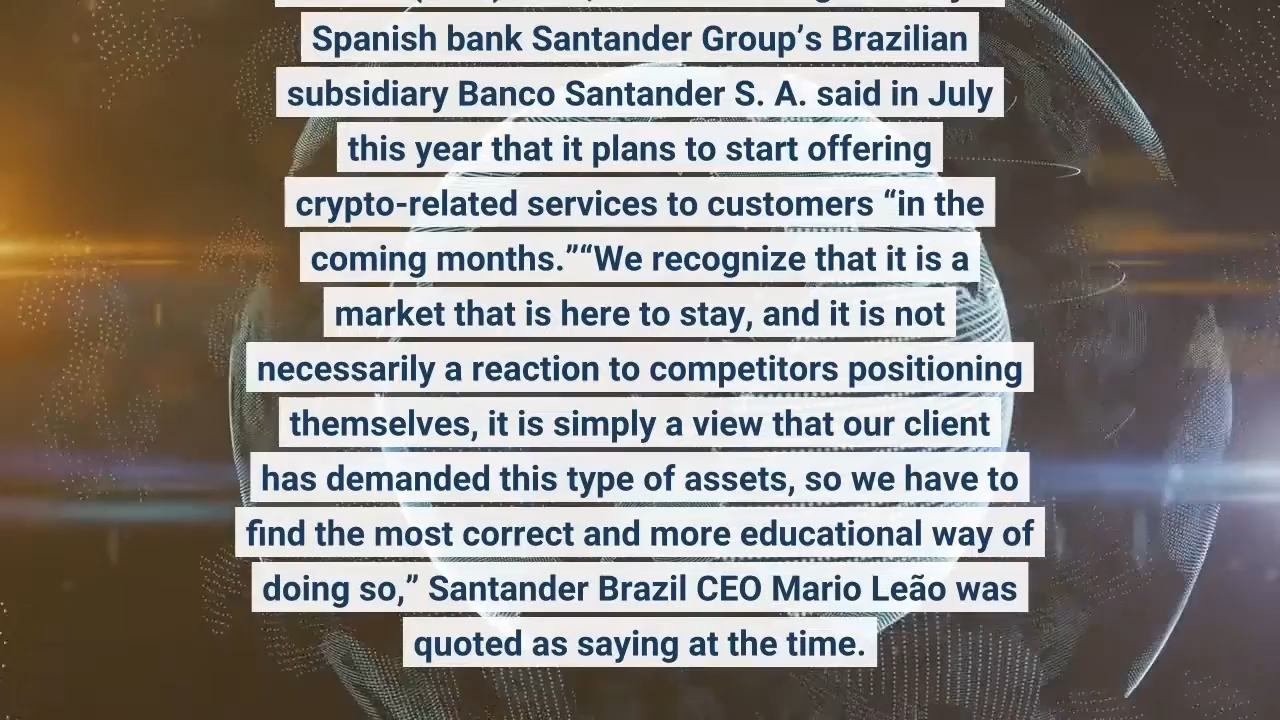 Spanish bank Santander Group’s Brazilian
subsidiary Banco Santander S. A. said in July
this year that it plans to start offering
crypto-related services to customers “in the
coming months.”“We recognize that it is a
market that is here to stay, and it is not
necessarily a reaction to competitors positioning
themselves, it is simply a view that our client
has demanded this type of assets, so we have to
find the most correct and more educational way of
doing so,” Santander Brazil CEO Mario Leão was
quoted as saying at the time.